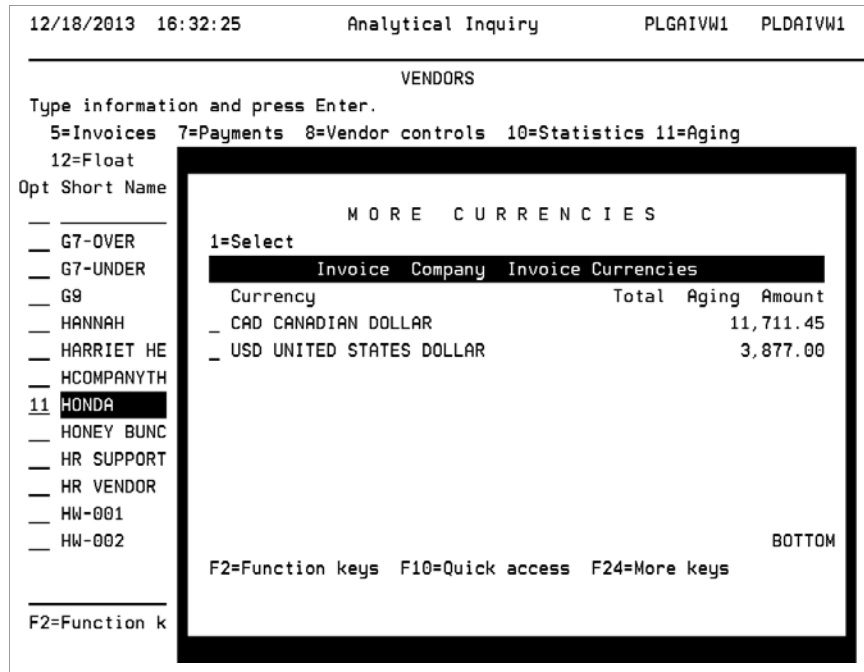 12/18/2013 16:32:25 Analytical Inquiry PLGAIVW1 PLDAIVW1
VENDORS
Type information and press Enter.
5=Invoices 7=Payments 8=Vendor controls 10=Statistics 11=Aging
12=Float
Opt Short Name
G7-OVER
G7-UNDER
G9
HANNAH
HARRIET HE
HCOMPANYTH
11 HONDA
HONEY BUNC
HR SUPPORT
HR VENDOR
HW-001
HW-002
F2=Function k
M O R E C U R R E N C I E S
1=Select
Invoice Company Invoice Currencies
Currency Total Aging Amount
_ CAD CANADIAN DOLLAR 11,711.45
_ USD UNITED STATES DOLLAR 3,877.00
BOTTOM
F2=Function keys F10=Quick access F24=More keys